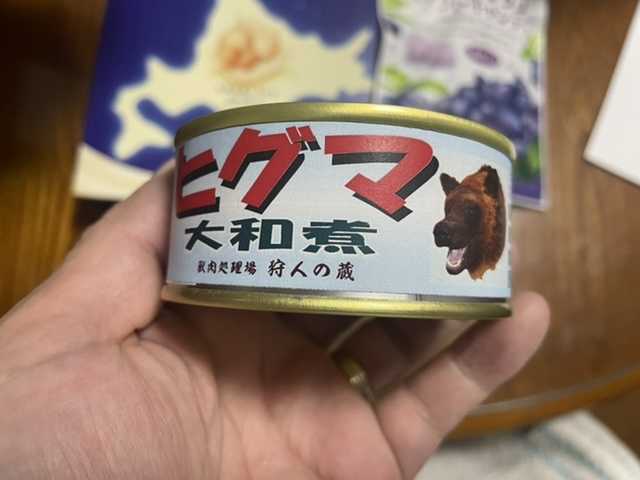 ヒグマ
大和煮
獣肉処理場 狩人の蔵